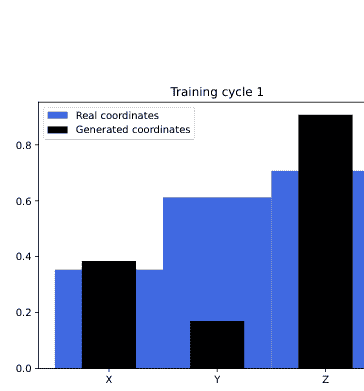 Training cycle 1
Real coordinates
Generated coordinates
0.8
0.6
0.4
0.2
0.0
X Y Z